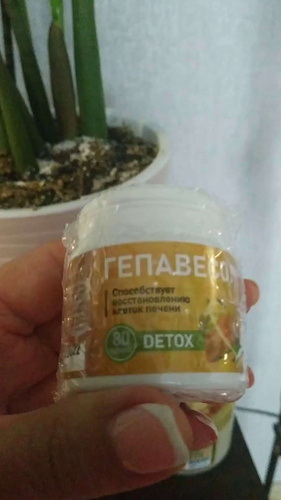 ГЕПАВЕ
Способствует
восстановлению
клеток печени
80
DETOX